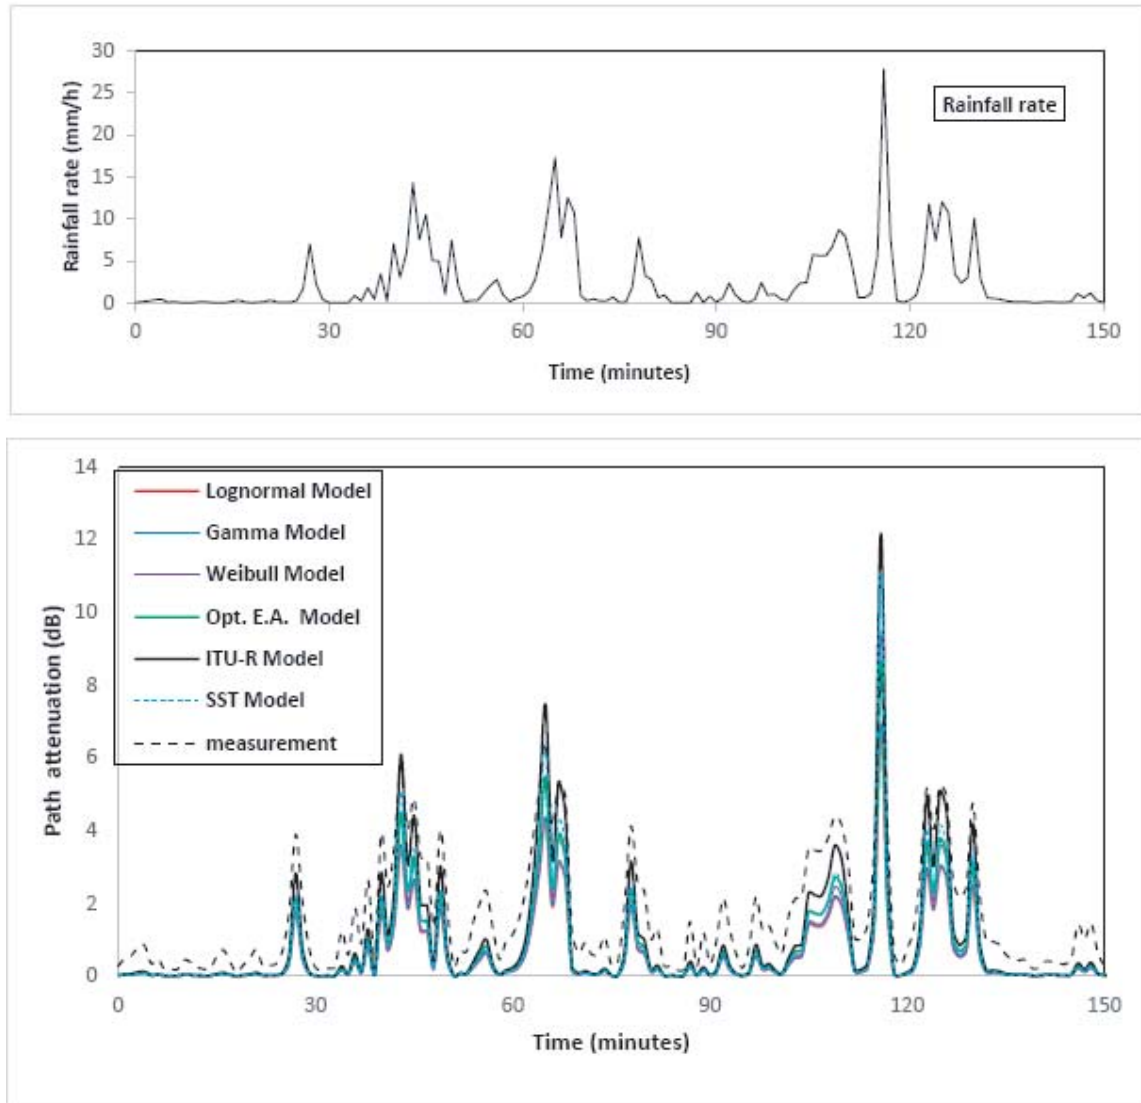 30
25
20
15
10
5
0
Rainfall rate (mm/h)
Rainfall rate
0 30 60 90 120 150
Time (minutes)
14
12
10
8
6
4
2
0
Path attenuation (dB)
Lognormal Model
Gamma Model
Weibull Model
Opt. E.A. Model
ITU-R Model
SST Model
measurement
0 30 60 90 120 150
Time (minutes)